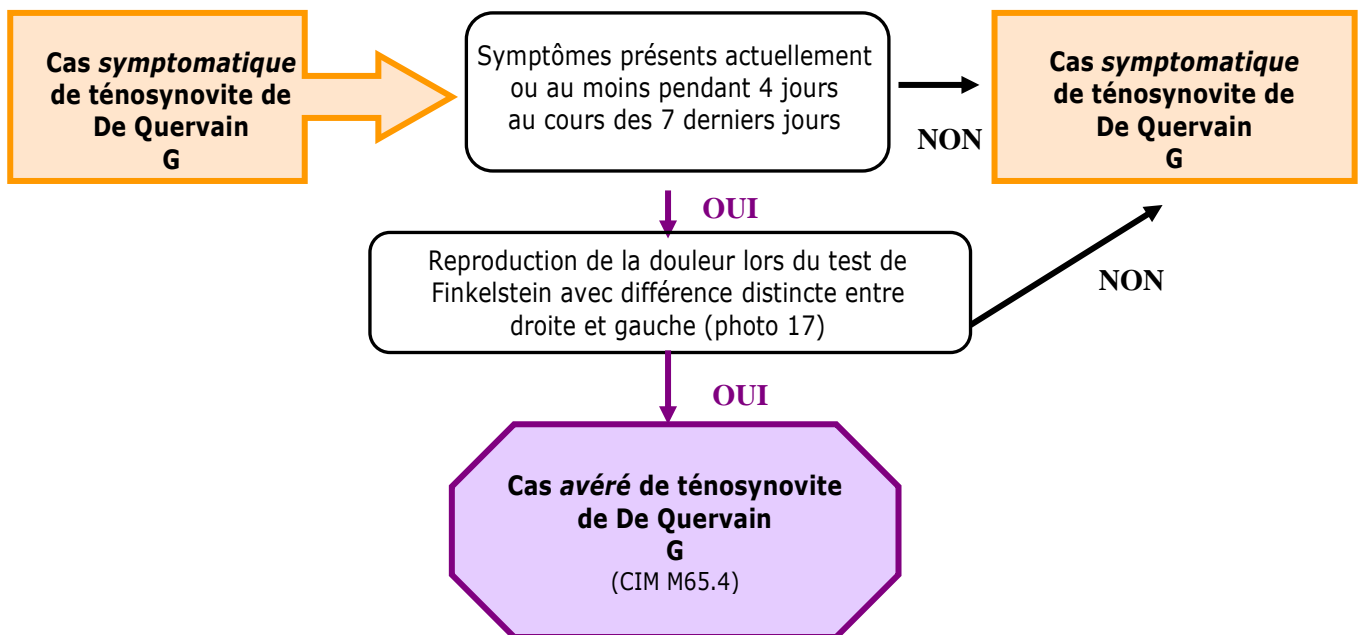 Cas symptomatique
de ténosynovite de
De Quervain
G
Symptômes présents actuellement
ou au moins pendant 4 jours
au cours des 7 derniers jours
NON
Cas symptomatique
de ténosynovite de
De Quervain
G
OUI
Reproduction de la douleur lors du test de
Finkelstein avec différence distincte entre
droite et gauche (photo 17)
NON
OUI
Cas avéré de ténosynovite
de De Quervain
G
(CIM M65.4)